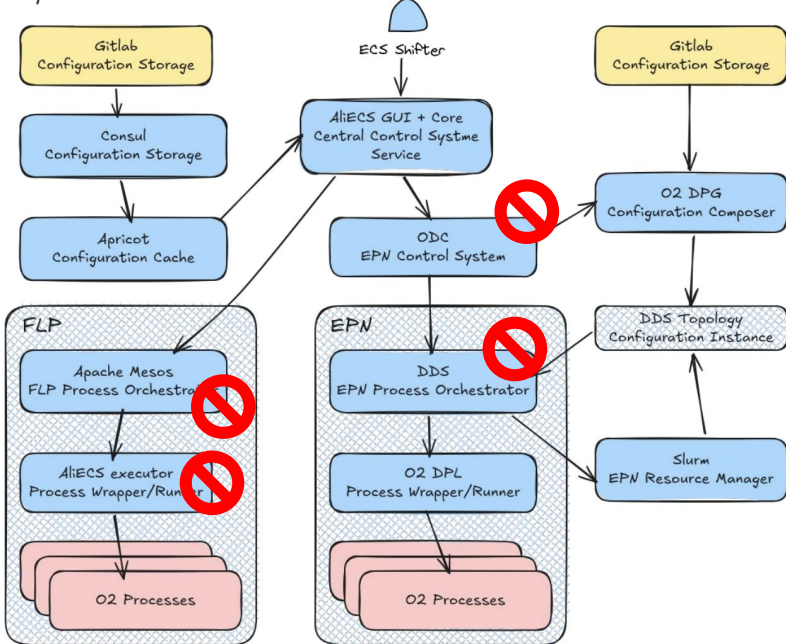 Gitlab
Configuration Storage
ECS Shifter
Gitlab
Configuration Storage
Consul
Configuration Storage
AliECS GUI + Core
Central Control Systme
Service
O2 DPG
Configuration Composer
Apricot
Configuration Cache
ODC
EPN Control System
FLP
EPN
DDS Topology
Configuration Instance
Apache Mesos
FLP Process Orchestrator
DDS
EPN Process Orchestrator
AliECS executor
Process Wrapper/Runner
O2 DPL
Process Wrapper/Runner
Slurm
EPN Resource Manager
O2 Processes
O2 Processes